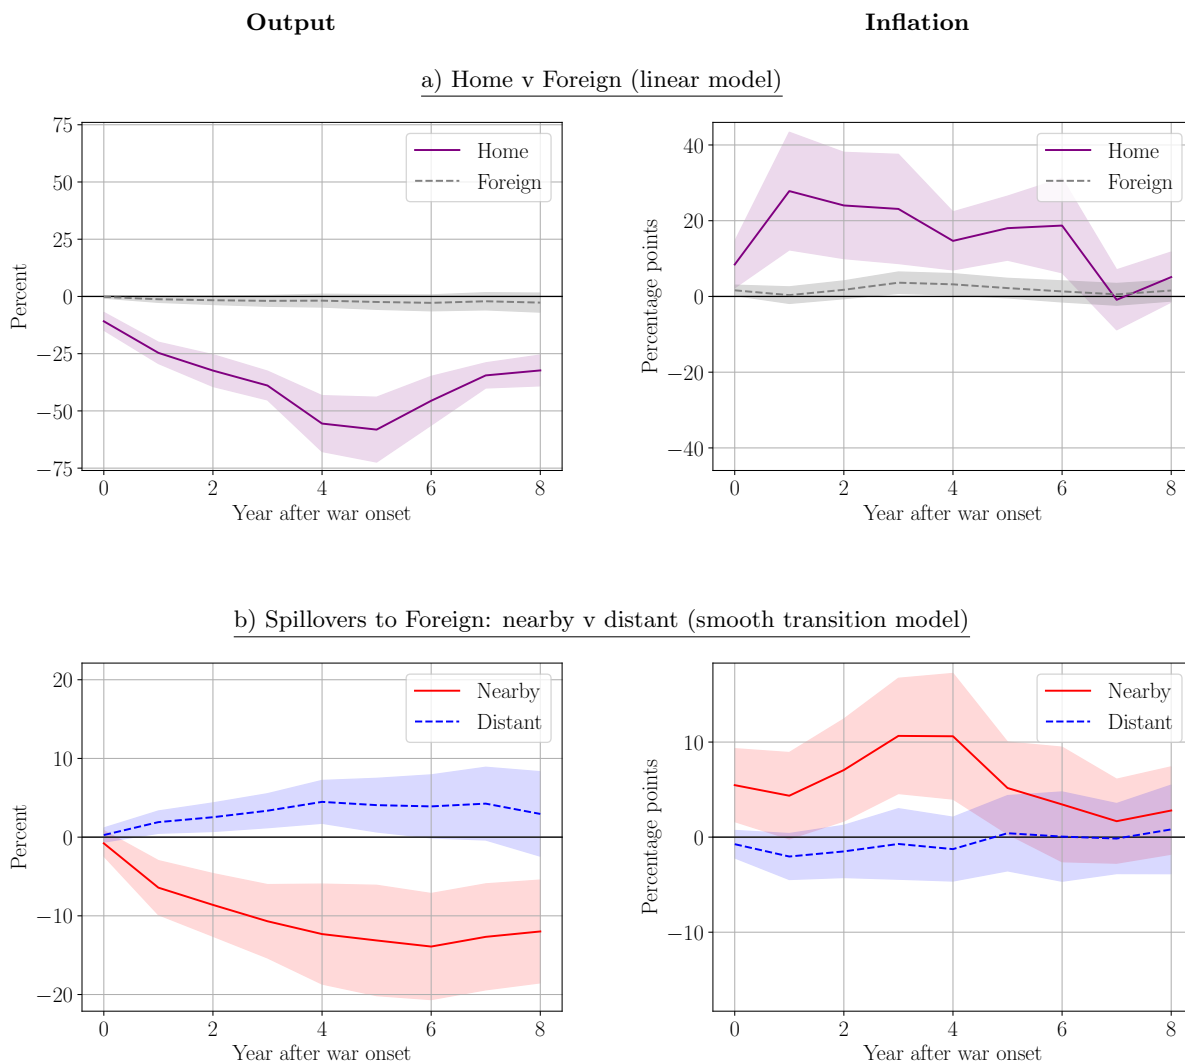 Output
Inflation
a) Home v Foreign (linear model)
75
50
25
0
−25
−50
−75
Percent
0 2 4 6 8
Year after war onset
Home
Foreign
40
20
0
−20
−40
Percentage points
0 2 4 6 8
Year after war onset
Home
Foreign
b) Spillovers to Foreign: nearby v distant (smooth transition model)
20
10
0
−10
−20
Percent
0 2 4 6 8
Year after war onset
Nearby
Distant
10
0
−10
Percentage points
0 2 4 6 8
Year after war onset
Nearby
Distant